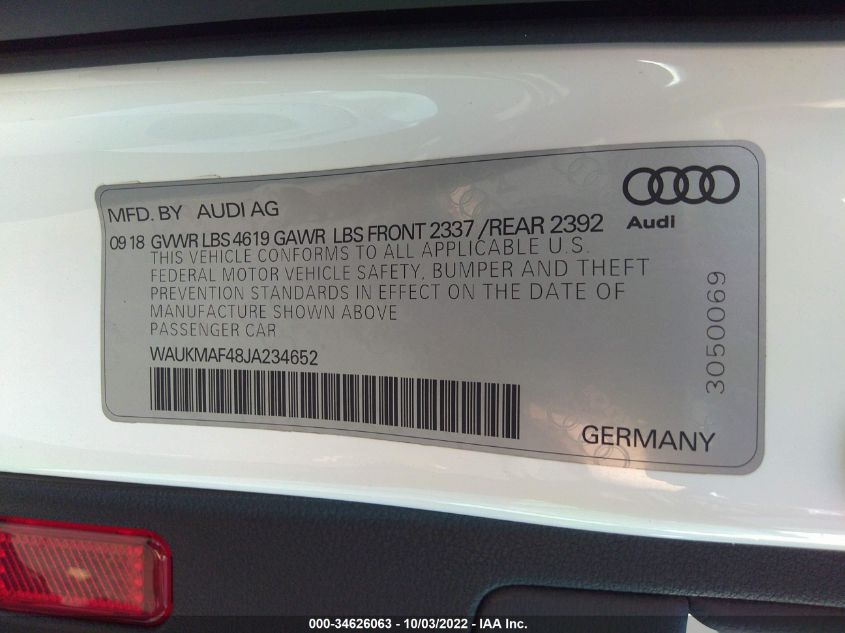 MFD. BY AUDI AG
Audi
09 18 GVWR LBS 4619 GAWR LBS FRONT 2337 /REAR 2392
THIS VEHICLE CONFORMS TO ALL APPLICABLE U.S.
FEDERAL MOTOR VEHICLE SAFETY, BUMPER AND THEFT
PREVENTION STANDARDS IN EFFECT ON THE DATE OF
MANUFACTURE SHOWN ABOVE
PASSENGER CAR
WAUKMAF48JA234652
3050069
GERMANY
000-34626063 - 10/03/2022 - IAA Inc.